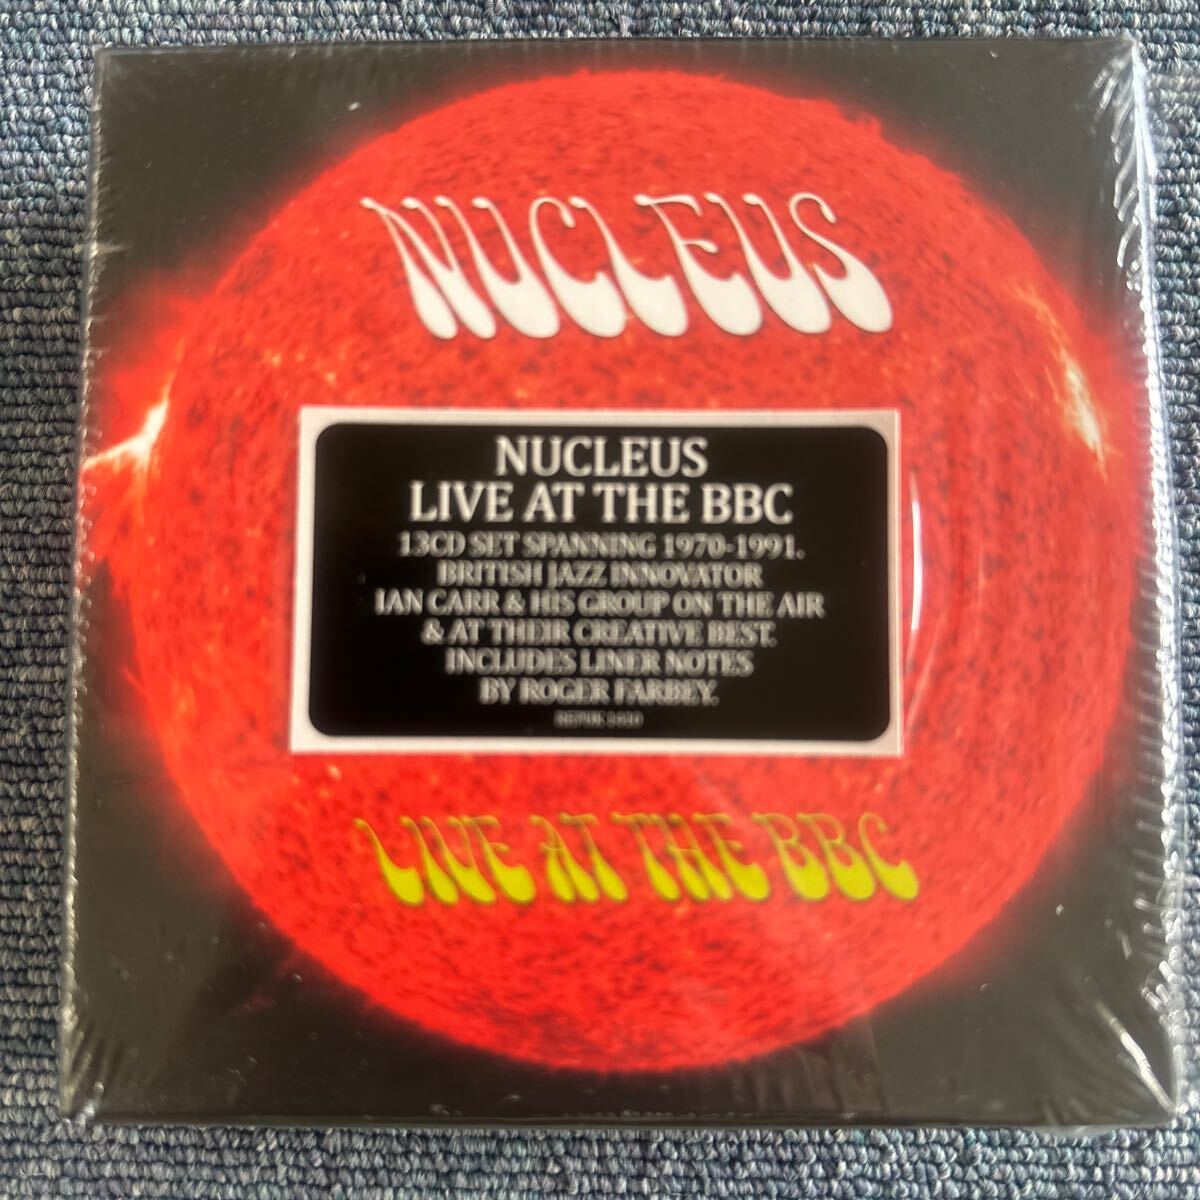 NUCLEUS
NUCLEUS
LIVE AT THE BBC
13CD SET SPANNING 1970-1991.
BRITISH JAZZ INNOVATOR
IAN CARR & HIS GROUP ON THE AIR
& AT THEIR CREATIVE BEST.
INCLUDES LINER NOTES
BY ROGER FARBEY.
LIVE AT THE BBC